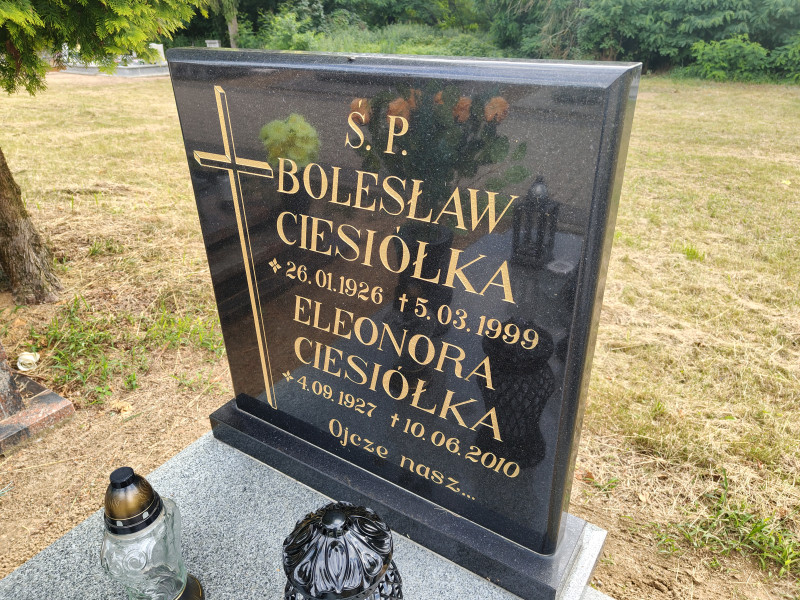 Ś. P.
BOLESŁAW
CIESIÓŁKA
26.01.1926 † 5.03.1999
ELEONORA
CIESIÓŁKA
4.09.1927 † 10.06.2010
Ojcze nasz...